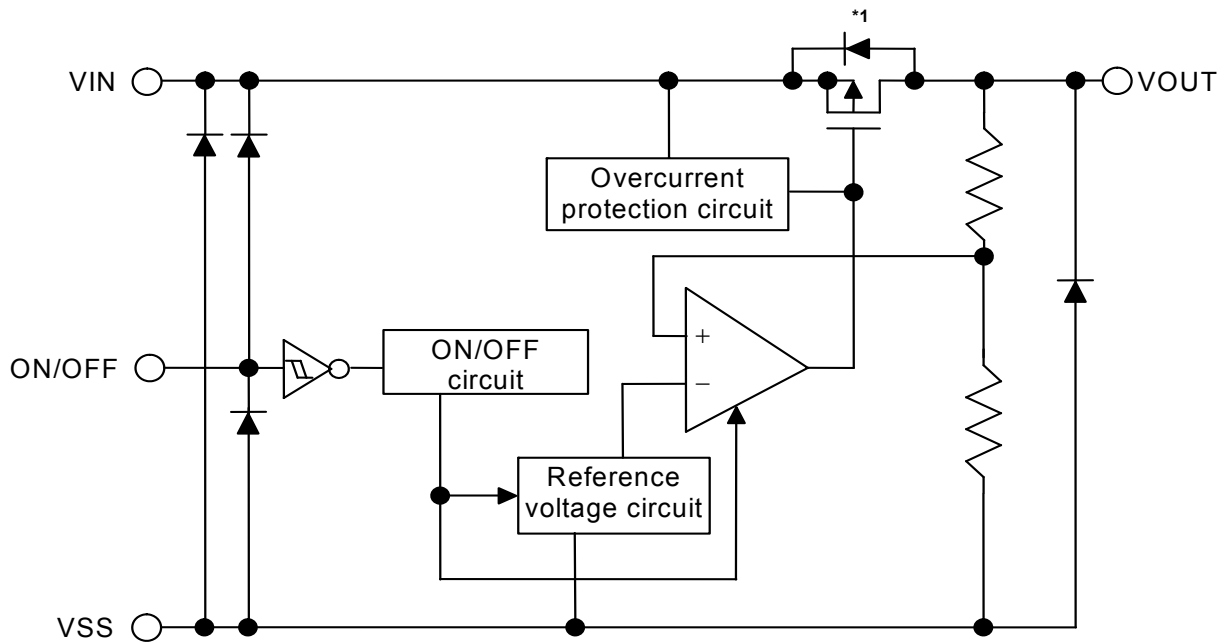 *1
VIN
VOUT
Overcurrent
protection circuit
ON/OFF
ON/OFF
circuit
+
−
Reference
voltage circuit
VSS